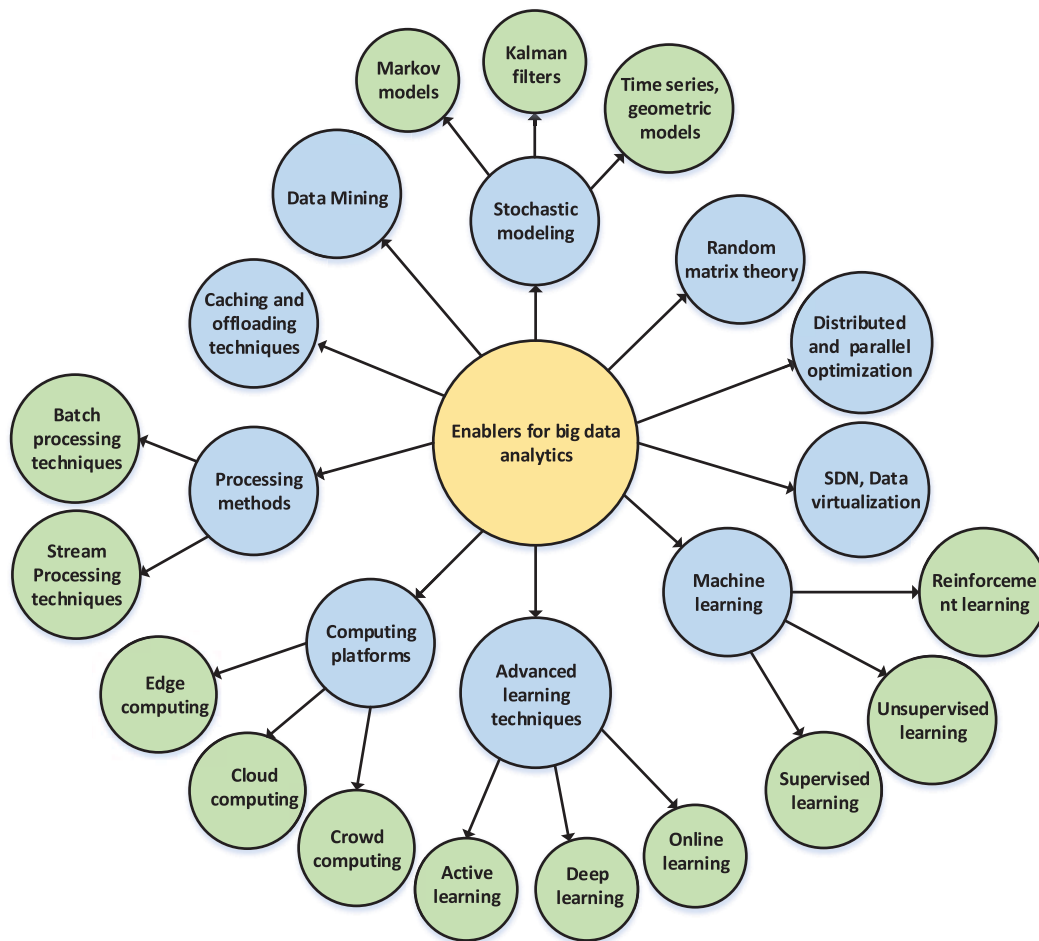 Kalman
filters
Markov
models
Time series,
geometric
models
Data Mining
Stochastic
modeling
Random
matrix theory
Caching and
offloading
techniques
Distributed
and parallel
optimization
Batch
processing
techniques
Enablers for big data
analytics
Processing
methods
SDN, Data
virtualization
Stream
Processing
techniques
Machine
learning
Reinforceme
nt learning
Computing
platforms
Advanced
learning
techniques
Edge
computing
Unsupervised
learning
Cloud
computing
Supervised
learning
Crowd
computing
Online
learning
Active
learning
Deep
learning